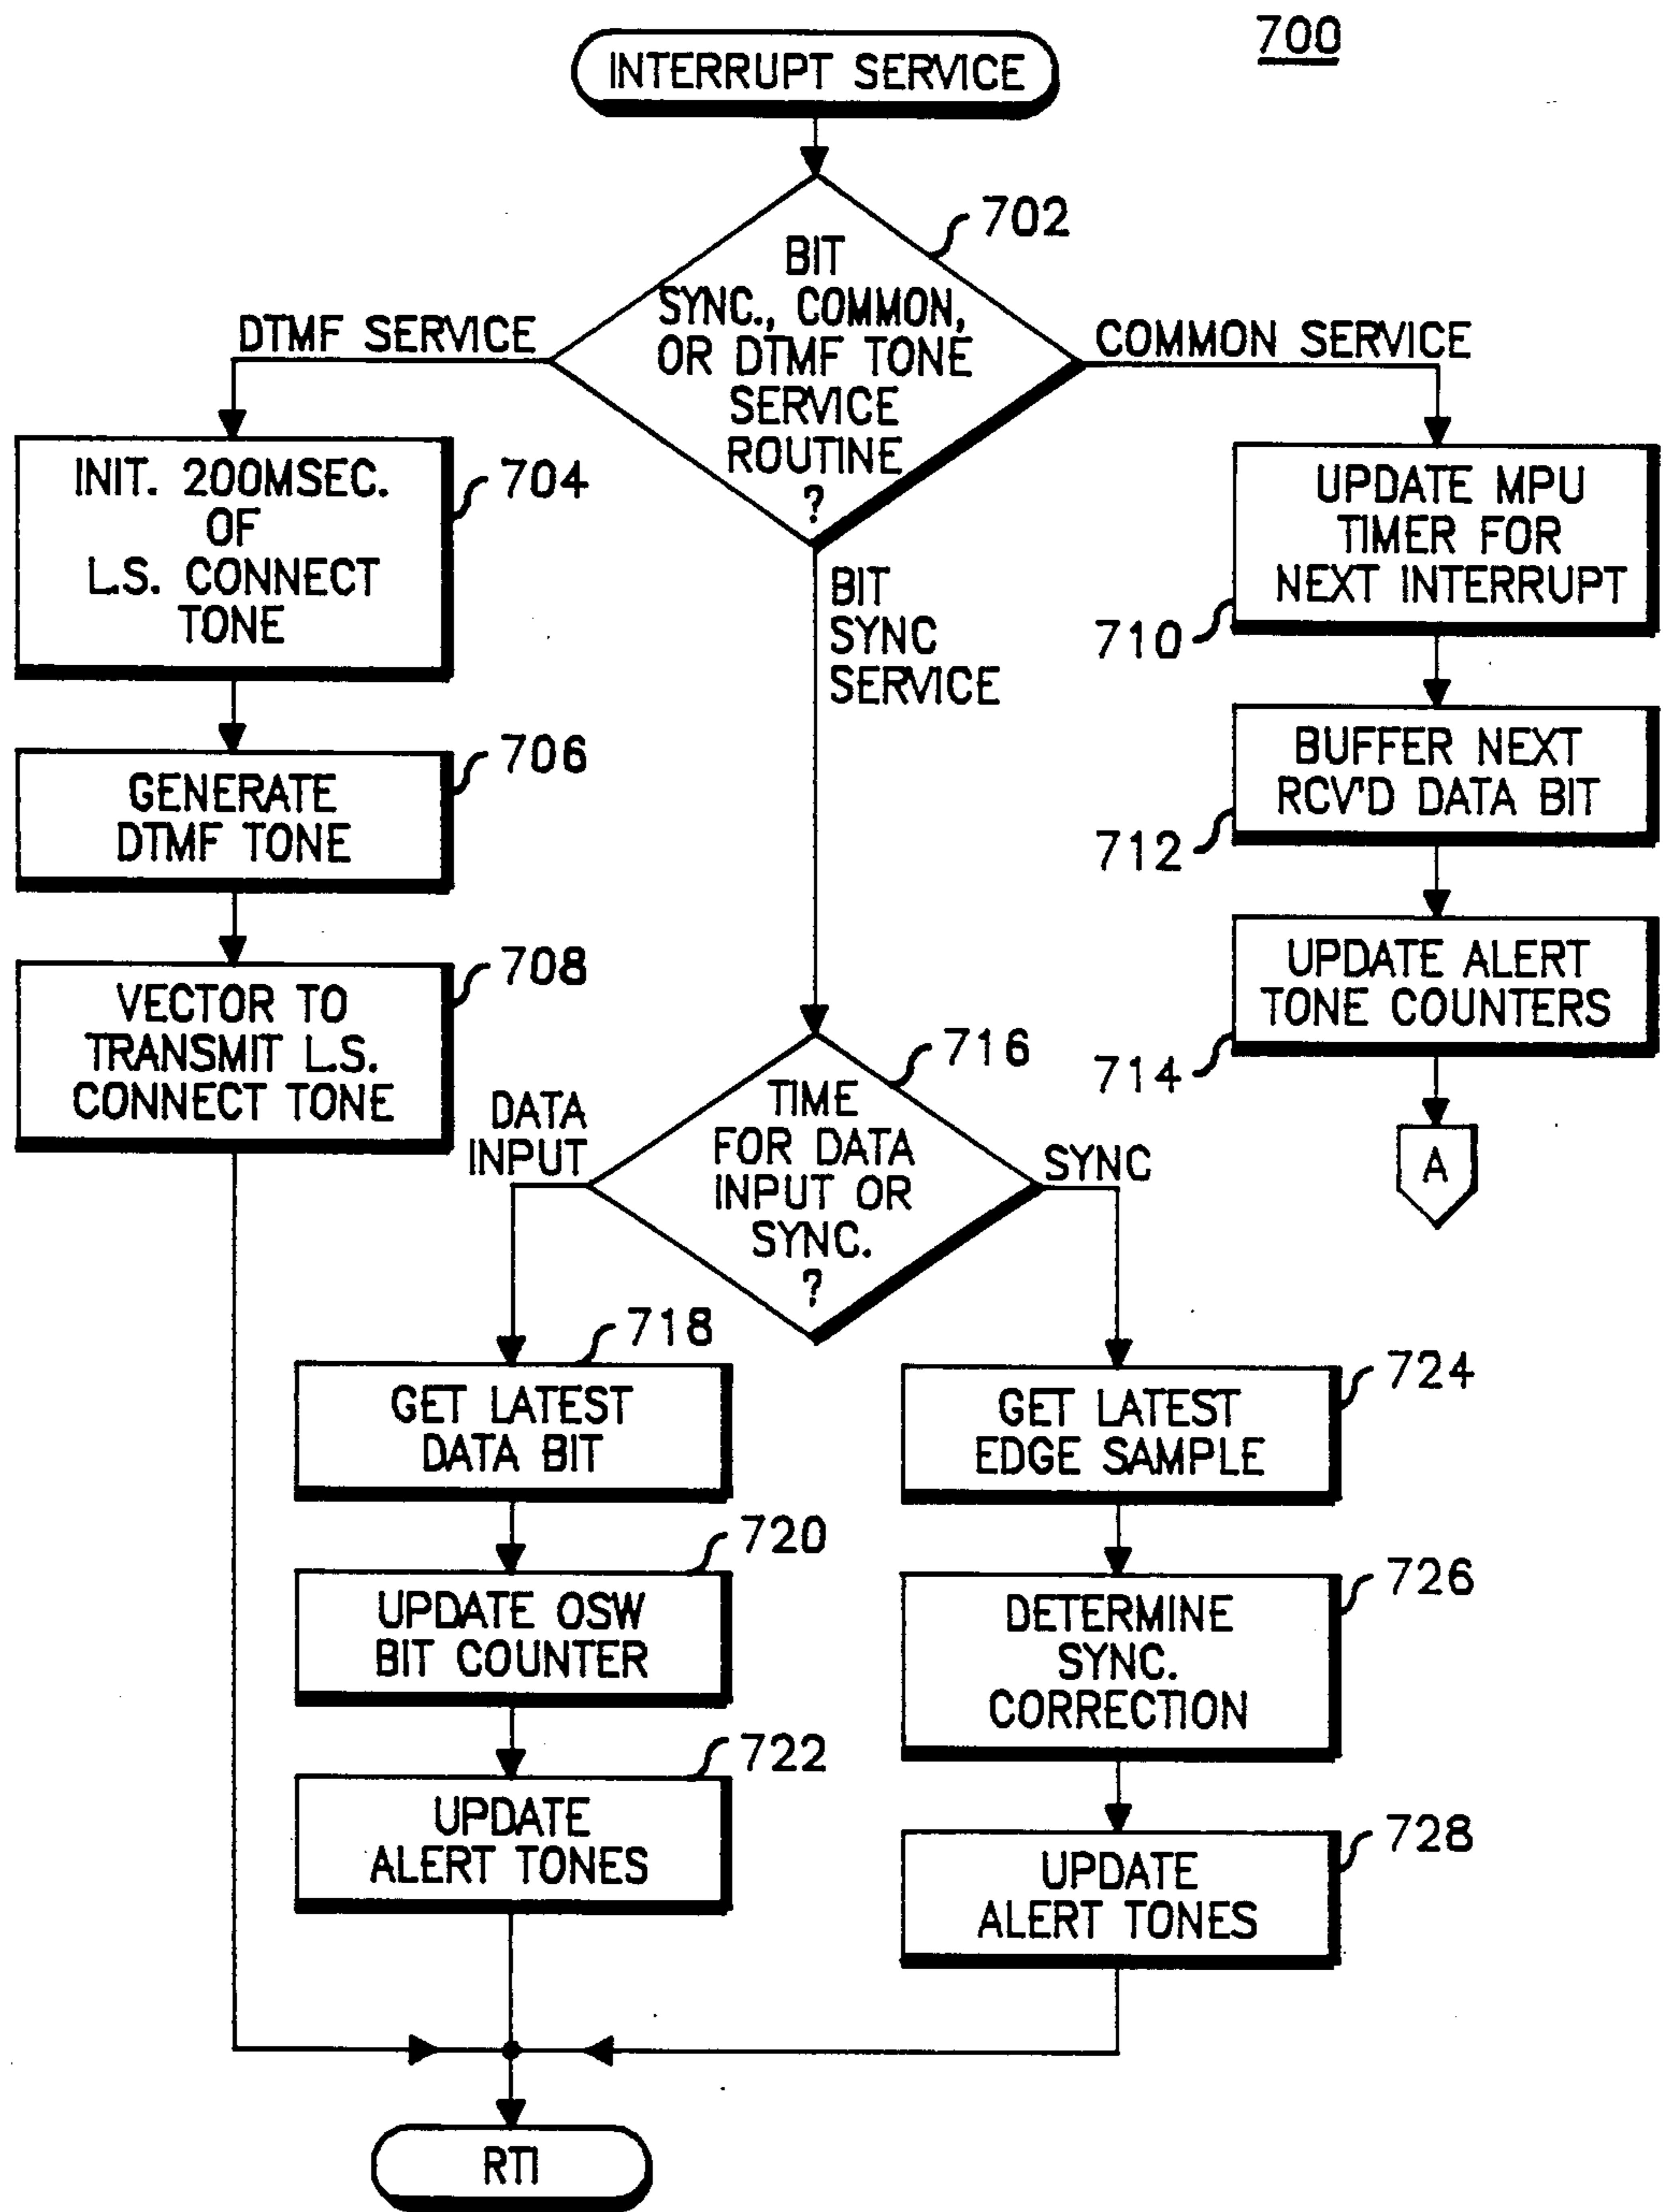 700
INTERRUPT SERVICE
702
BIT
SYNC., COMMON,
OR DTMF TONE
SERVICE
ROUTINE
?
DTMF SERVICE
COMMON SERVICE
BIT
SYNC
SERVICE
INIT. 200MSEC.
OF
L.S. CONNECT
TONE
704
GENERATE
DTMF TONE
706
VECTOR TO
TRANSMIT L.S.
CONNECT TONE
708
UPDATE MPU
TIMER FOR
NEXT INTERRUPT
710
BUFFER NEXT
RCV'D DATA BIT
712
UPDATE ALERT
TONE COUNTERS
714
A
716
TIME
FOR DATA
INPUT OR
SYNC.
?
DATA
INPUT
SYNC
718
GET LATEST
DATA BIT
720
UPDATE OSW
BIT COUNTER
722
UPDATE
ALERT TONES
724
GET LATEST
EDGE SAMPLE
726
DETERMINE
SYNC.
CORRECTION
728
UPDATE
ALERT TONES
RTI